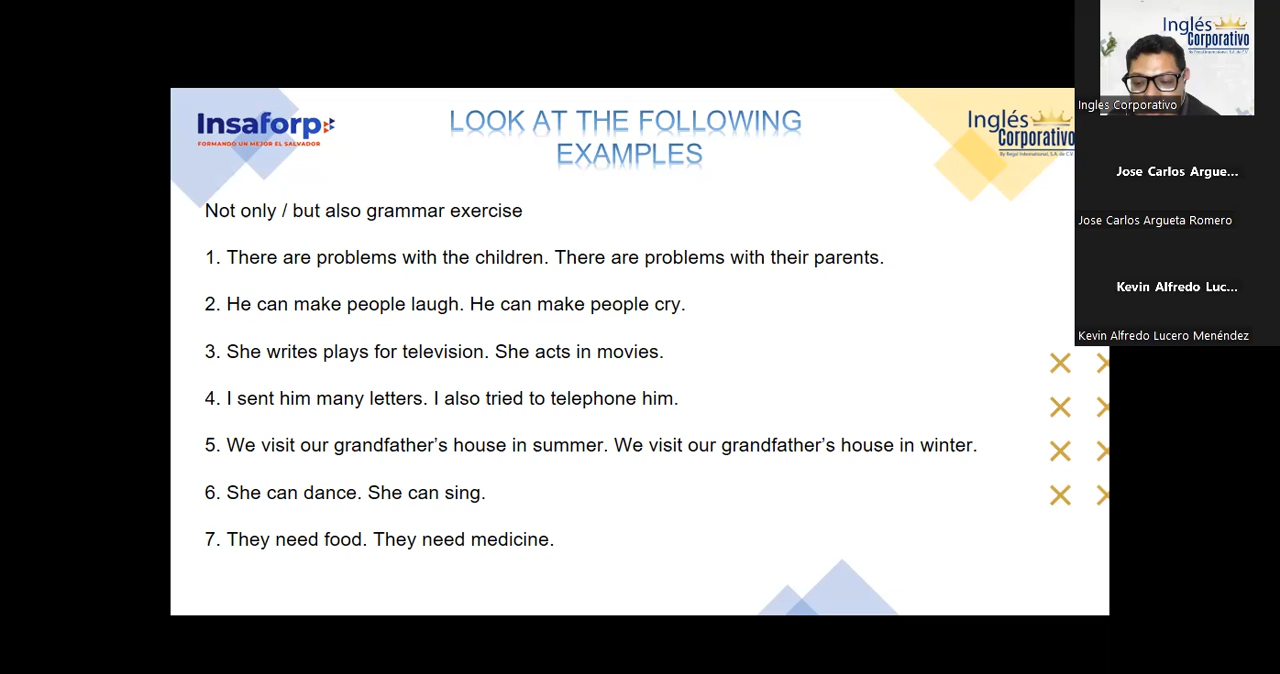 Insaforp
FORMANDO UN MEJOR EL SALVADOR
LOOK AT THE FOLLOWING
EXAMPLES
Inglés
Corporativo
By Regal International, S.A. de C.V.
Not only / but also grammar exercise
1. There are problems with the children. There are problems with their parents.
2. He can make people laugh. He can make people cry.
3. She writes plays for television. She acts in movies.
4. I sent him many letters. I also tried to telephone him.
5. We visit our grandfather’s house in summer. We visit our grandfather’s house in winter.
6. She can dance. She can sing.
7. They need food. They need medicine.
Inglés
Corporativo
Ingles Corporativo
Jose Carlos Argue...
Jose Carlos Argueta Romero
Kevin Alfredo Luc...
Kevin Alfredo Lucero Menéndez